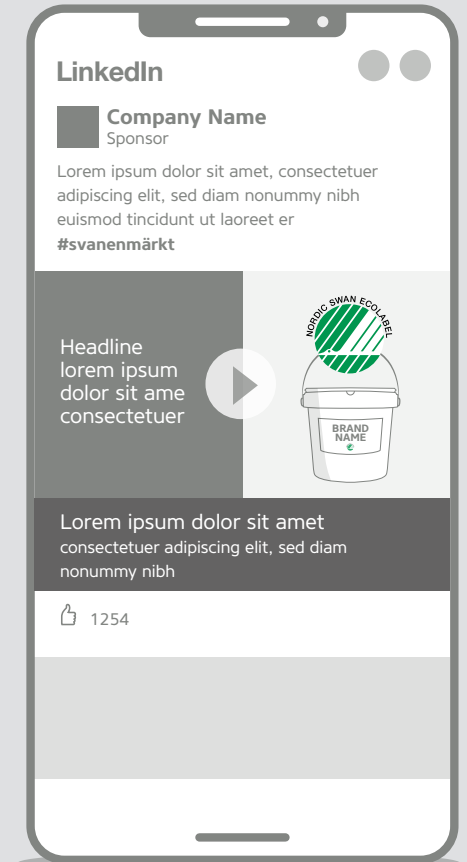 LinkedIn
Company Name
Sponsor
Lorem ipsum dolor sit amet, consectetuer
adipiscing elit, sed diam nonummy nibh
euismod tincidunt ut laoreet er
#svanenmärkt
NORDIC SWAN ECOLABEL
Headline
lorem ipsum
dolor sit ame
consectetuer
BRAND
NAME
Lorem ipsum dolor sit amet
consectetuer adipiscing elit, sed diam
nonummy nibh
1254